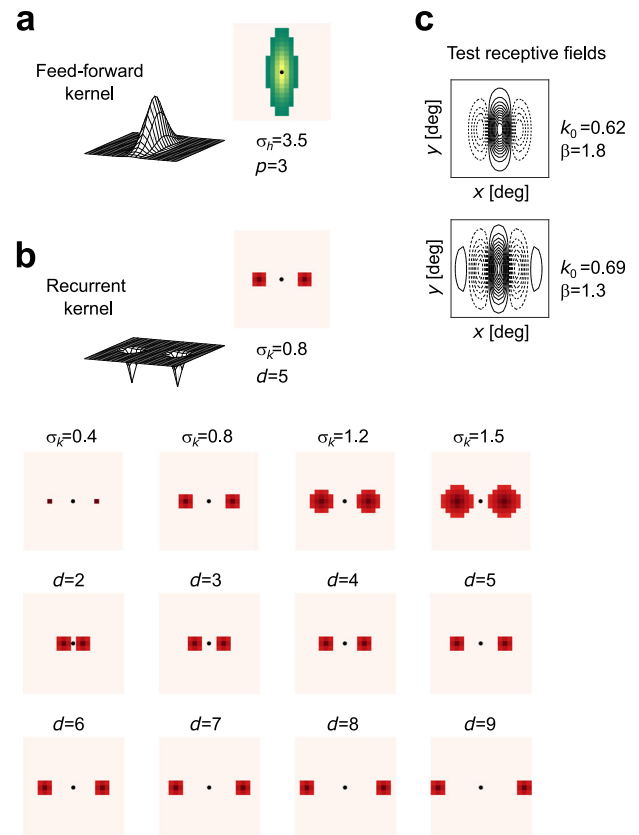 a
Feed-forward
kernel
σh=3.5
p=3
c
Test receptive fields
y [deg]
x [deg]
k0=0.62
β=1.8
y [deg]
x [deg]
k0=0.69
β=1.3
b
Recurrent
kernel
σk=0.8
d=5
σk=0.4 σk=0.8 σk=1.2 σk=1.5
d=2 d=3 d=4 d=5
d=6 d=7 d=8 d=9